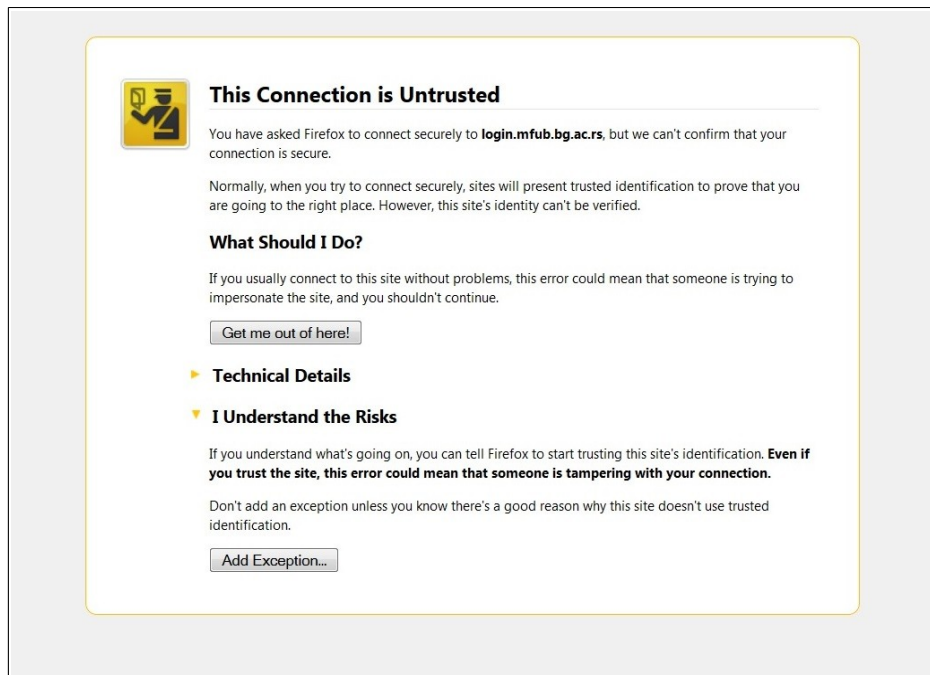 This Connection is Untrusted
You have asked Firefox to connect securely to login.mfub.bg.ac.rs, but we can't confirm that your
connection is secure.
Normally, when you try to connect securely, sites will present trusted identification to prove that you
are going to the right place. However, this site's identity can't be verified.
What Should I Do?
If you usually connect to this site without problems, this error could mean that someone is trying to
impersonate the site, and you shouldn't continue.
Get me out of here!
Technical Details
I Understand the Risks
If you understand what's going on, you can tell Firefox to start trusting this site's identification. Even if
you trust the site, this error could mean that someone is tampering with your connection.
Don't add an exception unless you know there's a good reason why this site doesn't use trusted
identification.
Add Exception...